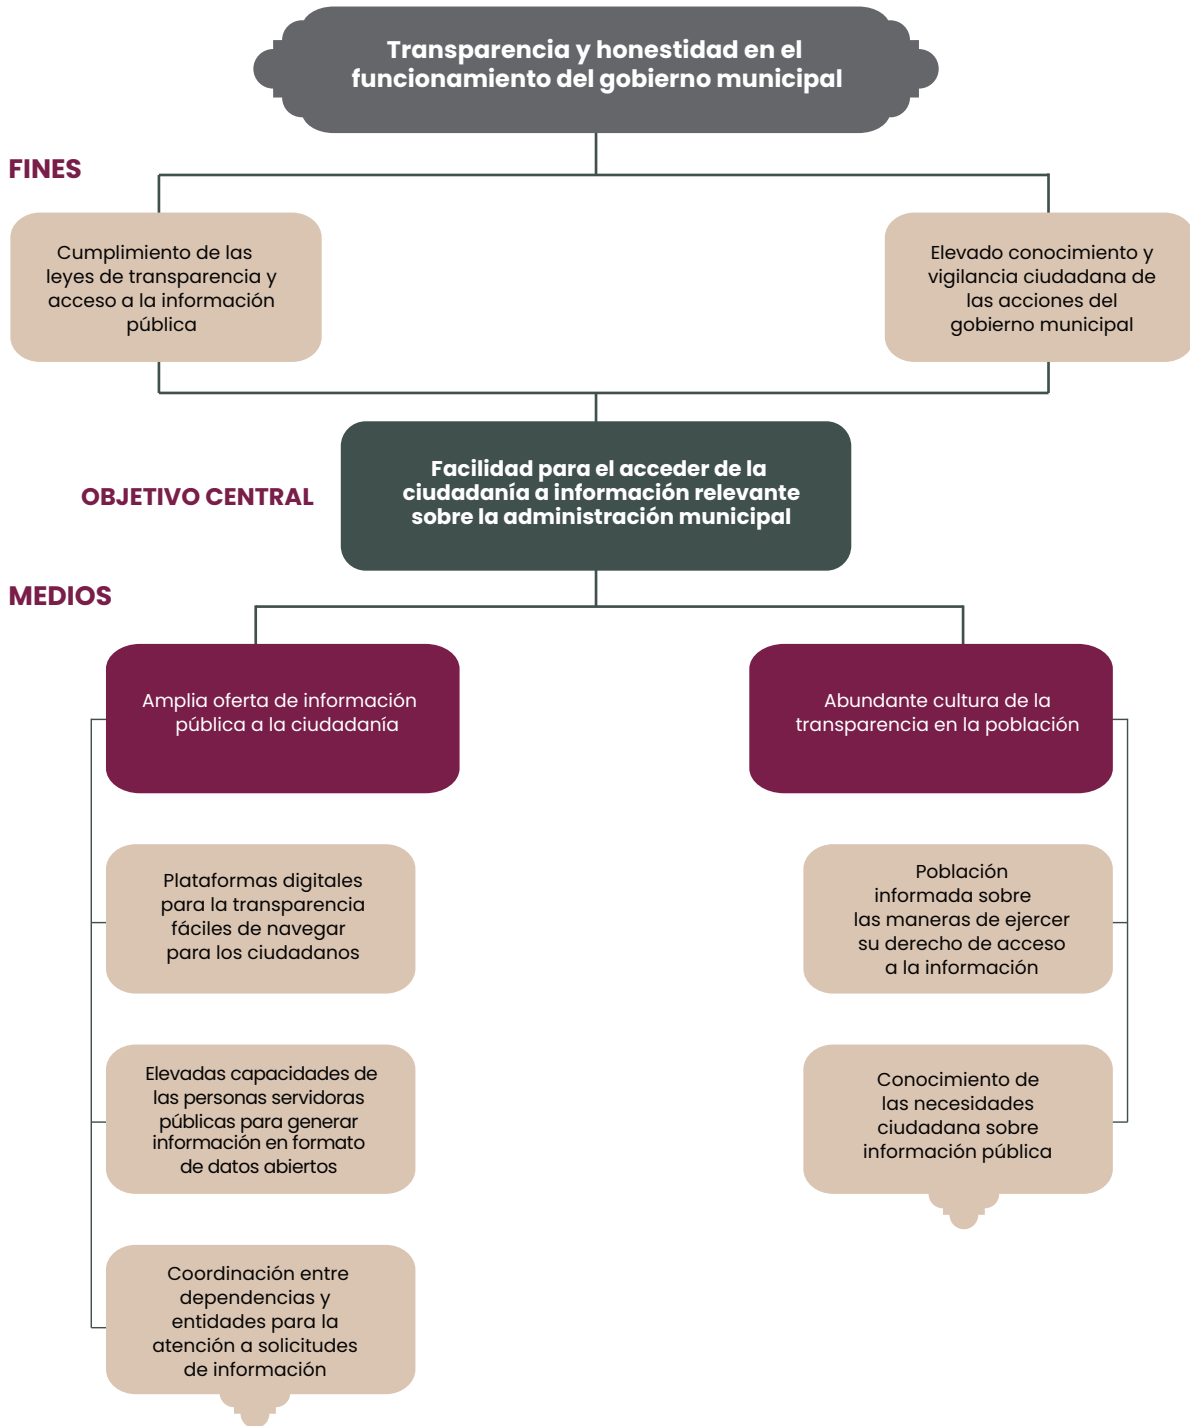 Transparencia y honestidad en el
funcionamiento del gobierno municipal
FINES
Cumplimiento de las
leyes de transparencia y
acceso a la información
pública
Elevado conocimiento y
vigilancia ciudadana de
las acciones del
gobierno municipal
OBJETIVO CENTRAL
Facilidad para el acceder de la
ciudadanía a información relevante
sobre la administración municipal
MEDIOS
Amplia oferta de información
pública a la ciudadanía
Abundante cultura de la
transparencia en la población
Plataformas digitales
para la transparencia
fáciles de navegar
para los ciudadanos
Población
informada sobre
las maneras de ejercer
su derecho de acceso
a la información
Elevadas capacidades de
las personas servidoras
públicas para generar
información en formato
de datos abiertos
Conocimiento de
las necesidades
ciudadana sobre
información pública
Coordinación entre
dependencias y
entidades para la
atención a solicitudes
de información